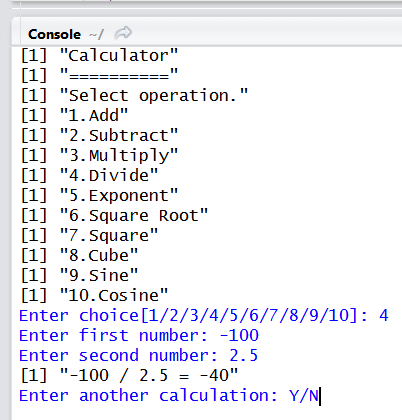 Console ~/
[1] "Calculator"
[1] "=========="
[1] "Select operation."
[1] "1.Add"
[1] "2.Subtract"
[1] "3.Multiply"
[1] "4.Divide"
[1] "5.Exponent"
[1] "6.Square Root"
[1] "7.Square"
[1] "8.Cube"
[1] "9.Sine"
[1] "10.Cosine"
Enter choice[1/2/3/4/5/6/7/8/9/10]: 4
Enter first number: -100
Enter second number: 2.5
[1] "-100 / 2.5 = -40"
Enter another calculation: Y/N